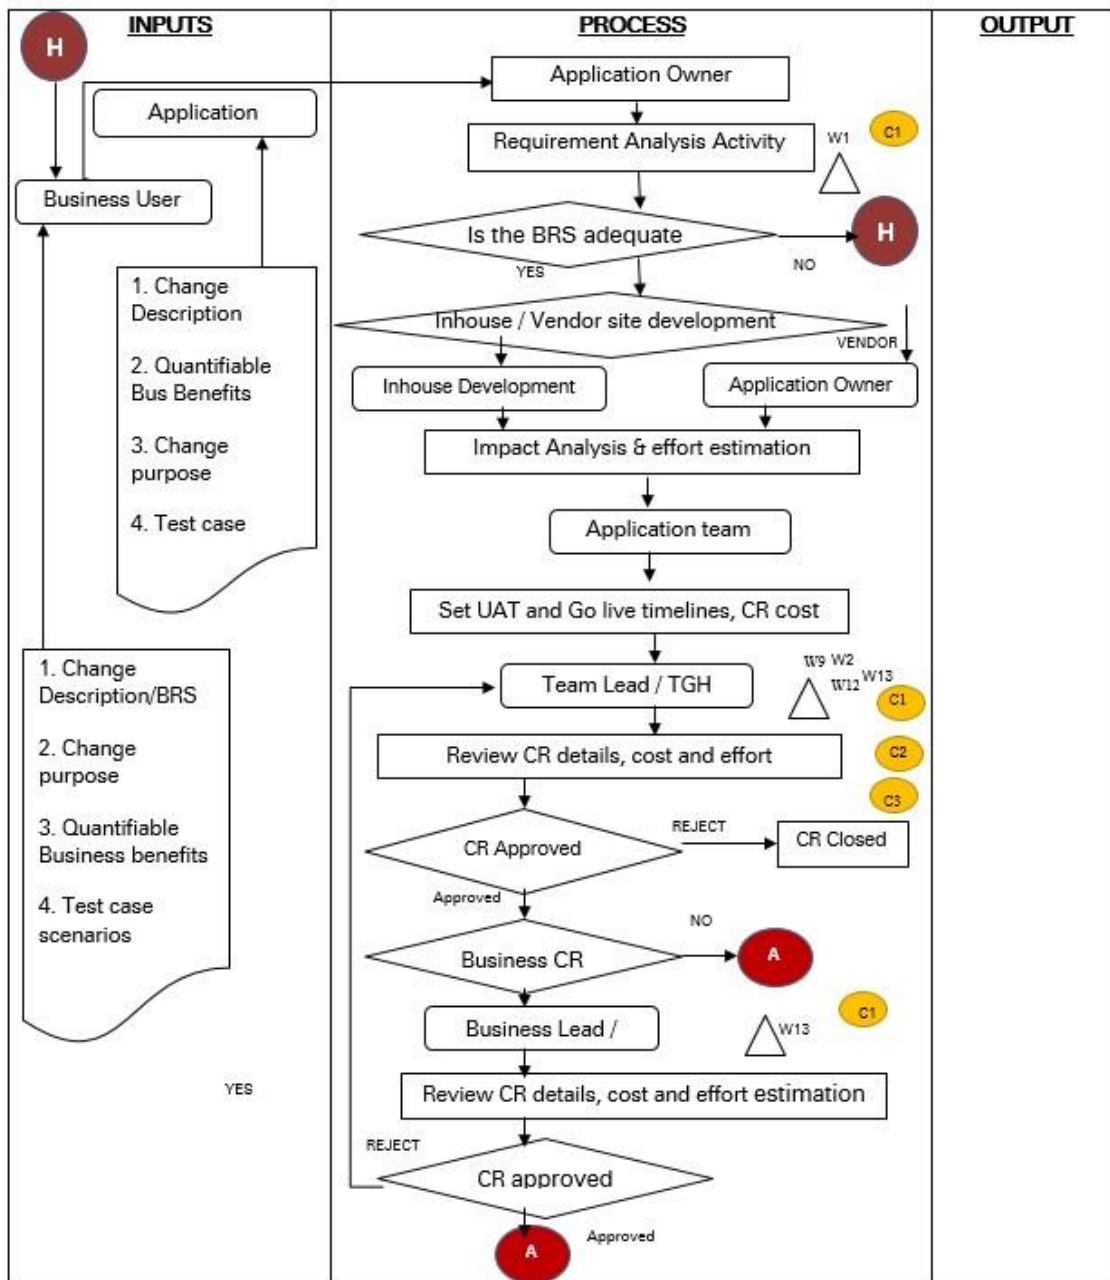 INPUTS
PROCESS
OUTPUT
H
Application Owner
Application
Requirement Analysis Activity
W1
C1
Business User
Is the BRS adequate
H
YES
NO
1. Change
Description
2. Quantifiable
Bus Benefits
3. Change
purpose
4. Test case
Inhouse / Vendor site development
VENDOR
Inhouse Development
Application Owner
Impact Analysis & effort estimation
Application team
Set UAT and Go live timelines, CR cost
1. Change
Description/BRS
2. Change
purpose
3. Quantifiable
Business benefits
4. Test case
scenarios
Team Lead / TGH
W9 W2
W12 W13
C1
Review CR details, cost and effort
C2
C3
CR Approved
REJECT
CR Closed
Approved
Business CR
NO
A
Business Lead /
W13
C1
YES
Review CR details, cost and effort estimation
REJECT
CR approved
Approved
A